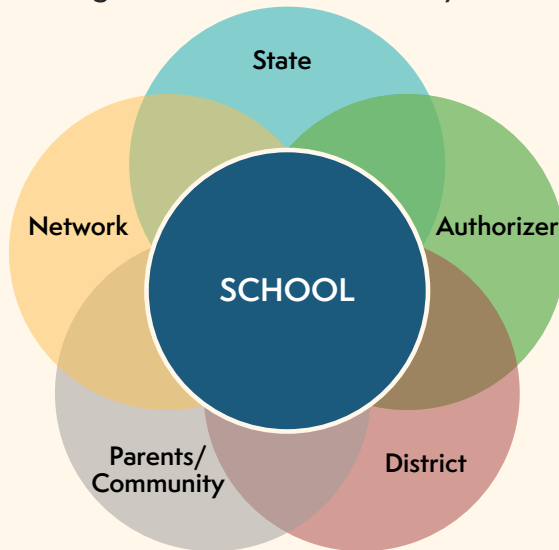 State
Network
Authorizer
SCHOOL
Parents/
Community
District